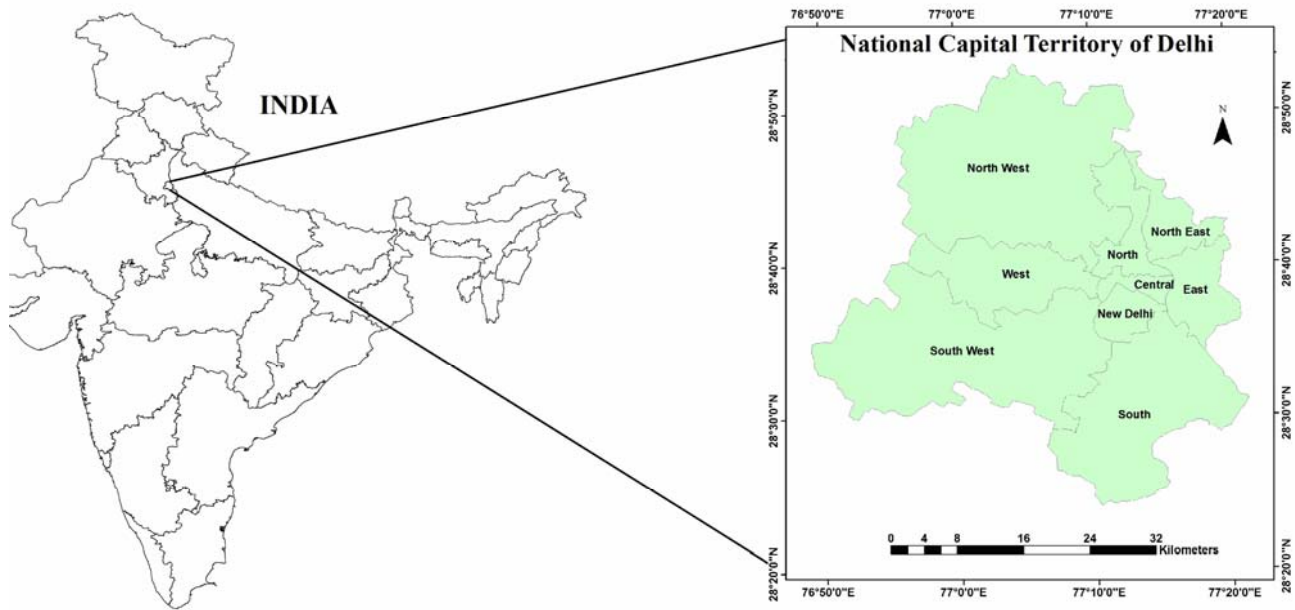 INDIA
76°50'0"E 77°0'0"E 77°10'0"E 77°20'0"E
National Capital Territory of Delhi
28°50'0"N
28°50'0"N
N
North West
North East
North
28°40'0"N
28°40'0"N
West
Central
East
New Delhi
South West
South
28°30'0"N
28°30'0"N
0 4 8 16 24 32
Kilometers
28°20'0"N
28°20'0"N
76°50'0"E 77°0'0"E 77°10'0"E 77°20'0"E